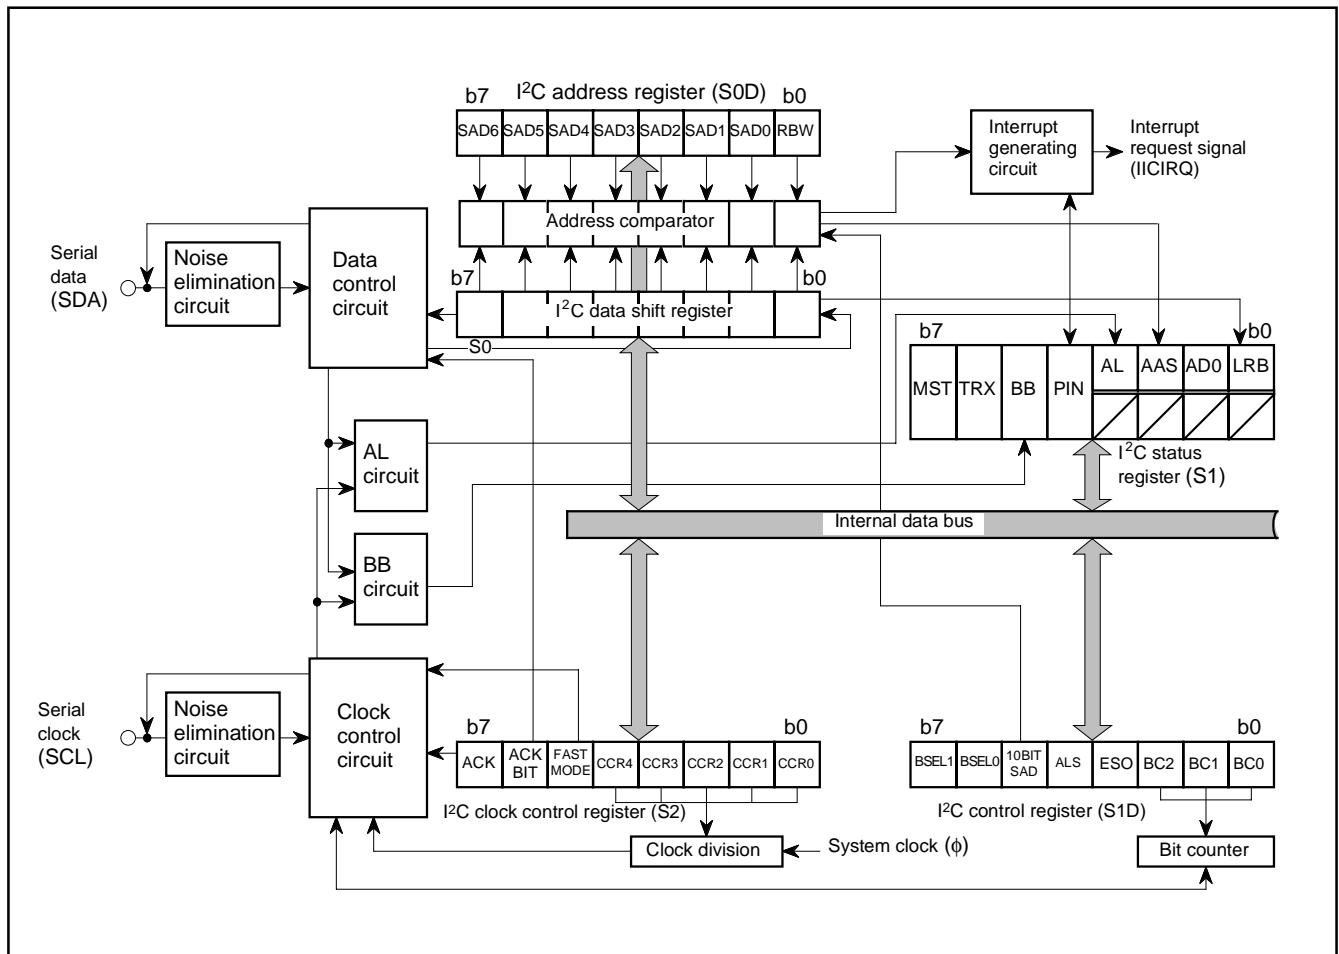 I²C address register (S0D)
b7
b0
SAD6 SAD5 SAD4 SAD3 SAD2 SAD1 SAD0 RBW
Interrupt
generating
circuit
Interrupt
request signal
(IICIRQ)
Address comparator
Serial
data
(SDA)
Noise
elimination
circuit
Data
control
circuit
b7
b0
I²C data shift register
S0
b7
b0
MST TRX BB PIN AL AAS AD0 LRB
I²C status
register (S1)
AL
circuit
Internal data bus
BB
circuit
Serial
clock
(SCL)
Noise
elimination
circuit
Clock
control
circuit
b7
b0
ACK ACK BIT FAST MODE CCR4 CCR3 CCR2 CCR1 CCR0
I²C clock control register (S2)
b7
b0
BSEL1 BSEL0 10BIT SAD ALS ESO BC2 BC1 BC0
I²C control register (S1D)
Clock division
System clock (ϕ)
Bit counter